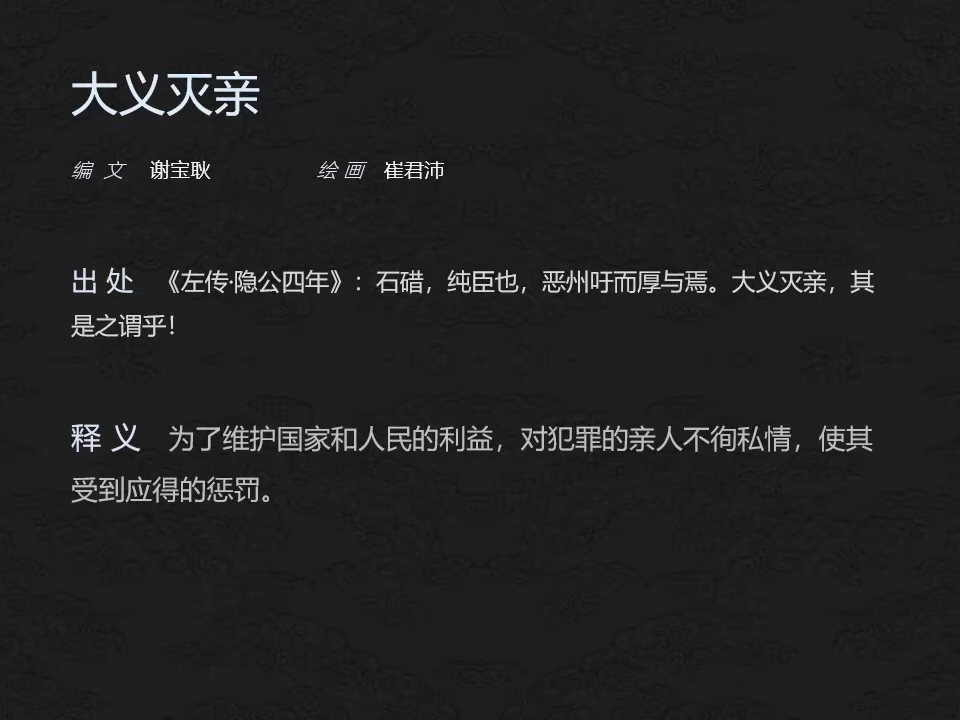 大义灭亲
编 文 谢宝耿 绘 画 崔君沛
出 处 《左传·隐公四年》：石碏，纯臣也，恶州吁而厚与焉。大义灭亲，其
是之谓乎！
释 义 为了维护国家和人民的利益，对犯罪的亲人不徇私情，使其
受到应得的惩罚。